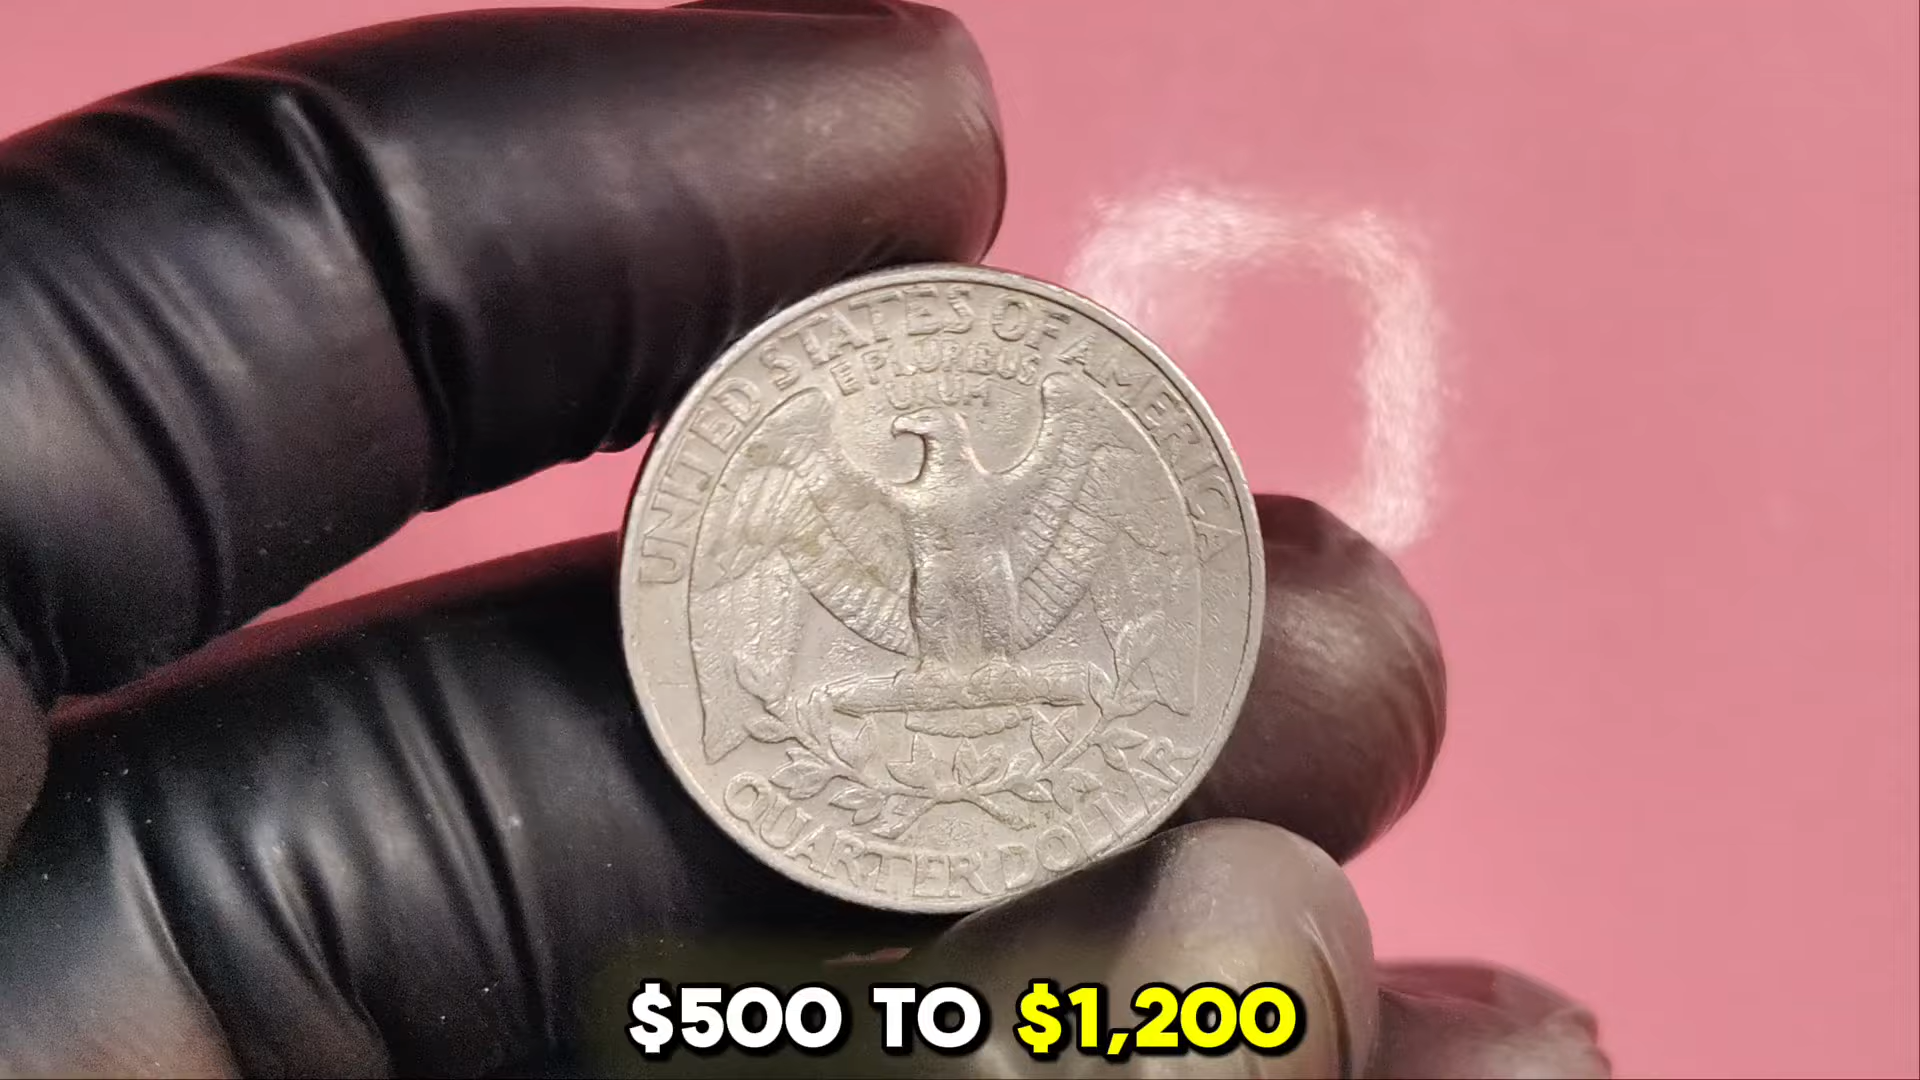 UNITED STATES OF AMERICA
E PLURIBUS
UNUM
QUARTER DOLLAR
$500 TO $1,200